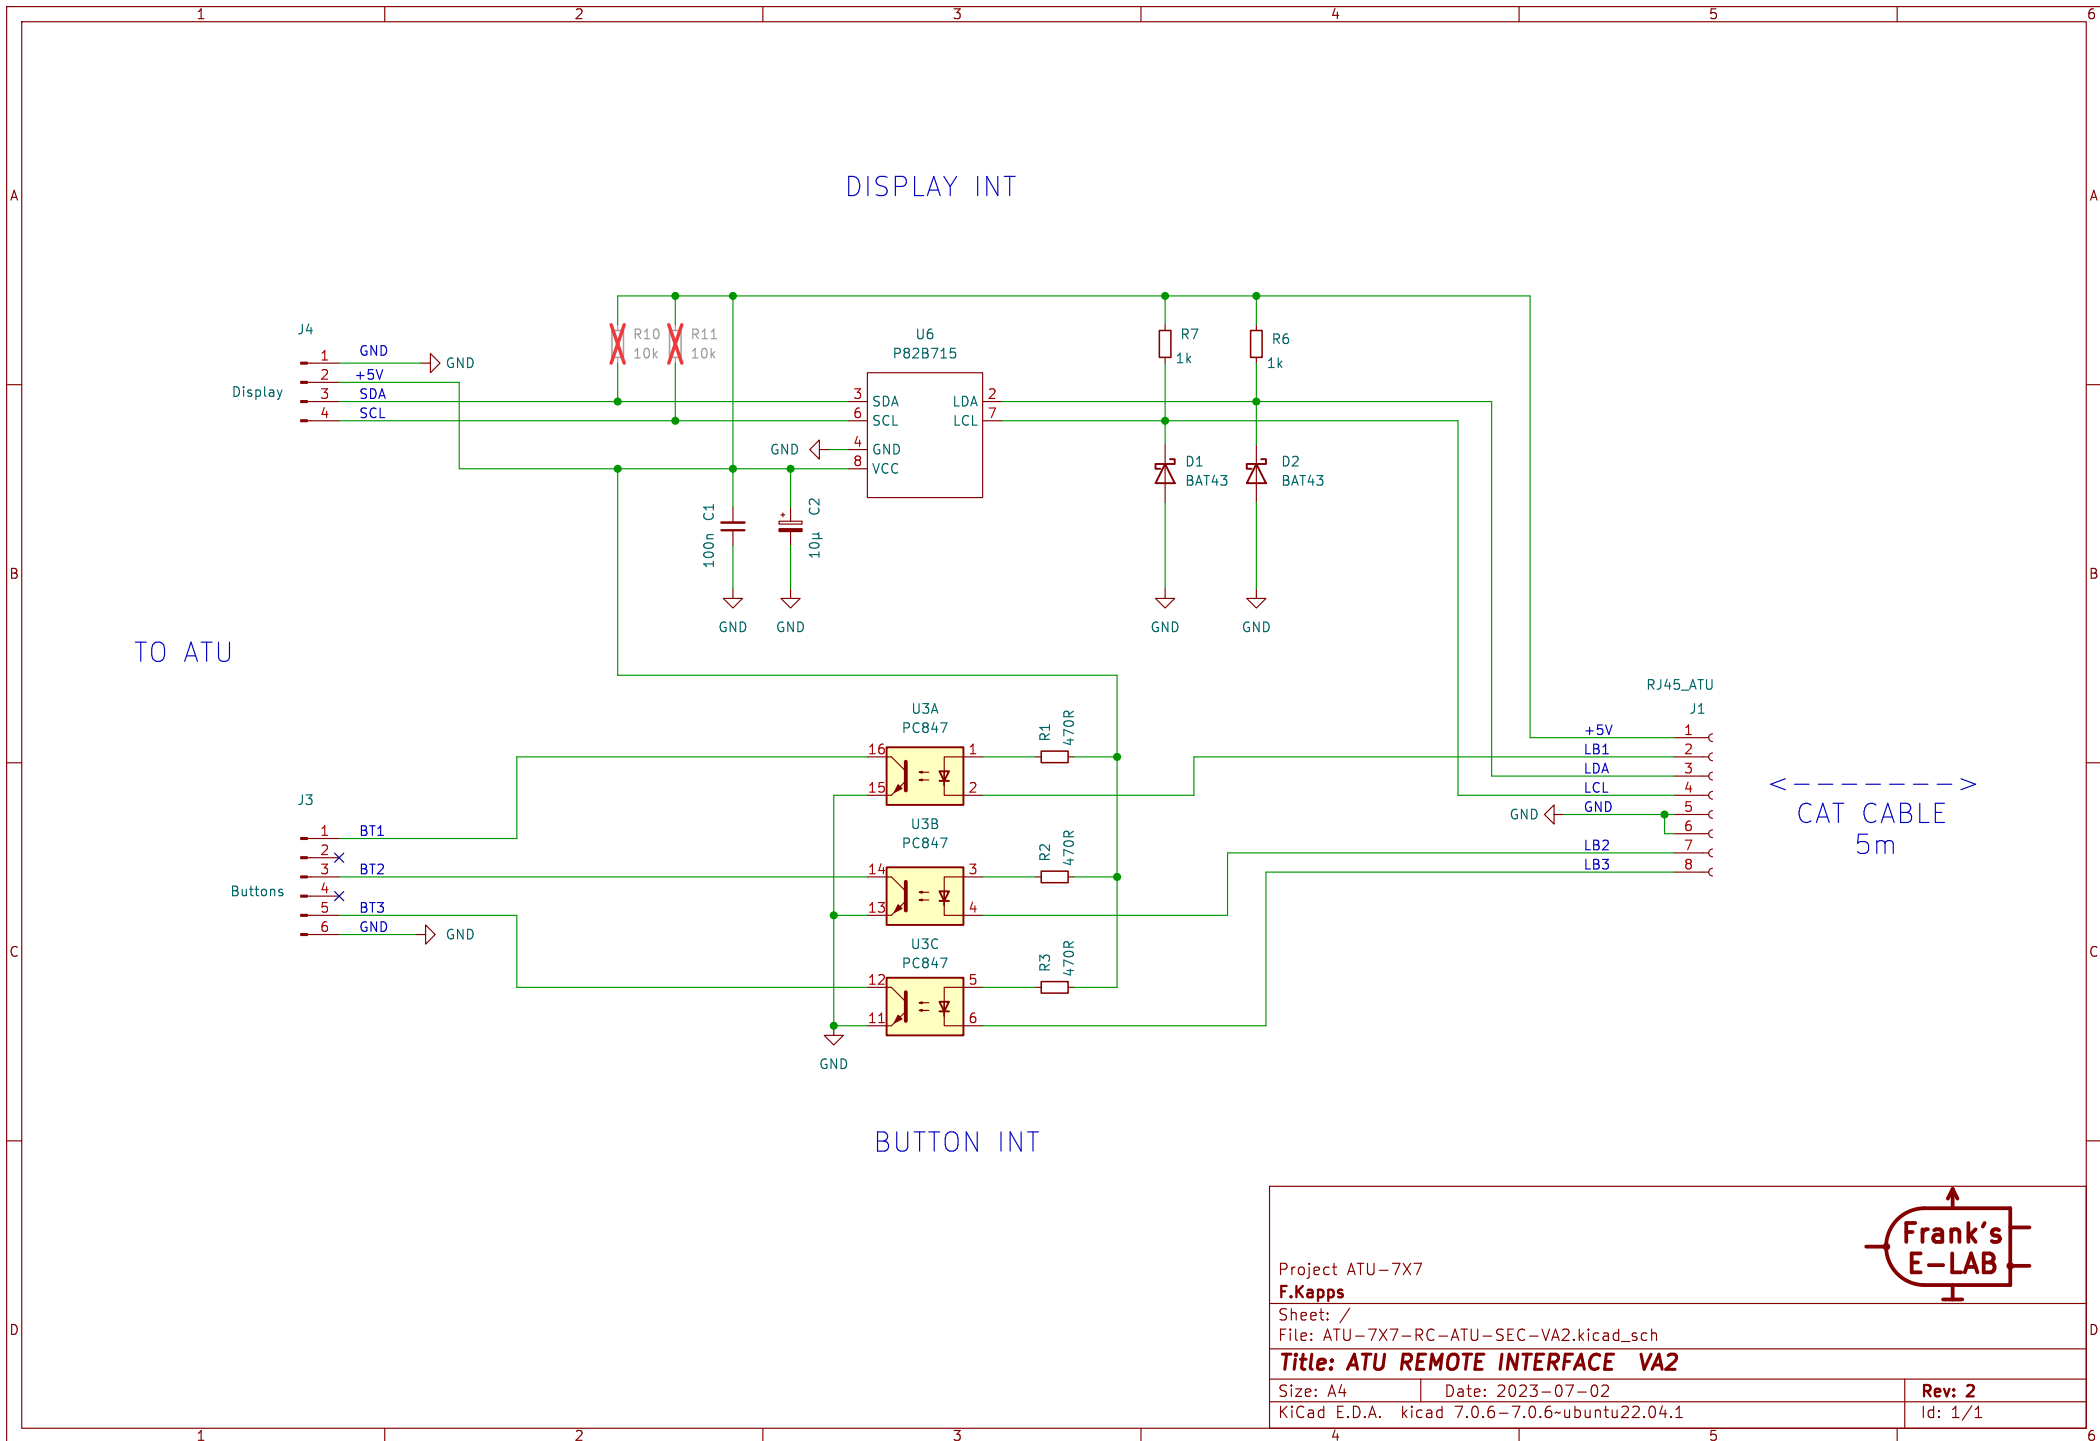 1 2 3 4 5 6
A A
DISPLAY INT
J4
Display
1 GND GND
2 +5V
3 SDA
4 SCL
R10
10k
R11
10k
U6
P82B715
3 SDA LDA 2
6 SCL LCL 7
GND 4 GND
8 VCC
R7
1k
R6
1k
D1
BAT43
D2
BAT43
100n C1
+
10µ C2
GND GND GND GND
B B
TO ATU
RJ45_ATU
J1
+5V 1
LB1 2
LDA 3
LCL 4
GND GND 5
6
LB2 7
LB3 8
<-------->
CAT CABLE
5m
U3A
PC847
16 1
15 2
R1
470R
U3B
PC847
14 3
13 4
R2
470R
U3C
PC847
12 5
11 6
R3
470R
GND
J3
Buttons
1 BT1
2
3 BT2
4
5 BT3
6 GND GND
C C
BUTTON INT
D D
Frank's
E-LAB
Project ATU-7X7
F.Kapps
Sheet: /
File: ATU-7X7-RC-ATU-SEC-VA2.kicad_sch
Title: ATU REMOTE INTERFACE VA2
Size: A4 Date: 2023-07-02 Rev: 2
KiCad E.D.A. kicad 7.0.6-7.0.6~ubuntu22.04.1 Id: 1/1
1 2 3 4 5 6